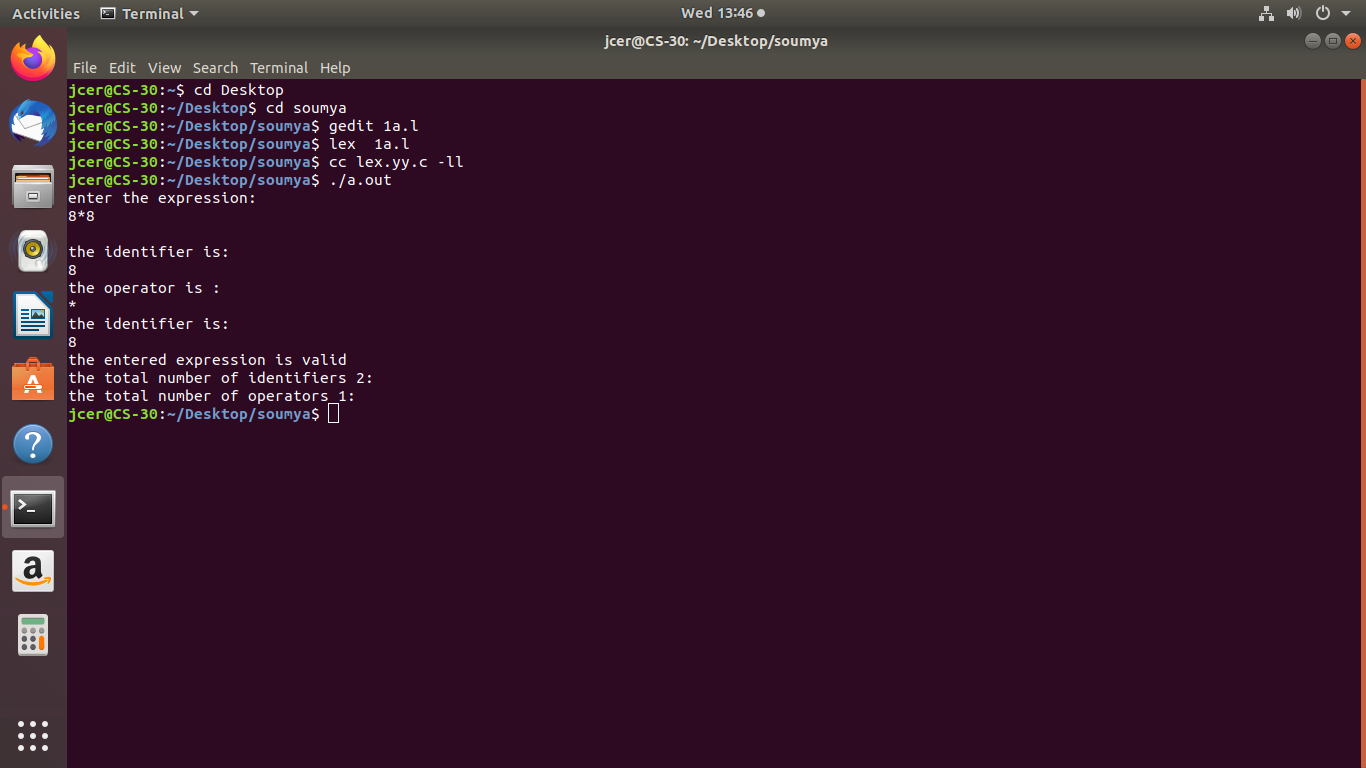 Activities Terminal Wed 13:46
jcer@CS-30: ~/Desktop/soumya
File Edit View Search Terminal Help
jcer@CS-30:~$ cd Desktop
jcer@CS-30:~/Desktop$ cd soumya
jcer@CS-30:~/Desktop/soumya$ gedit 1a.l
jcer@CS-30:~/Desktop/soumya$ lex  1a.l
jcer@CS-30:~/Desktop/soumya$ cc lex.yy.c -ll
jcer@CS-30:~/Desktop/soumya$ ./a.out
enter the expression:
8*8
the identifier is:
8
the operator is :
*
the identifier is:
8
the entered expression is valid
the total number of identifiers 2:
the total number of operators 1:
jcer@CS-30:~/Desktop/soumya$